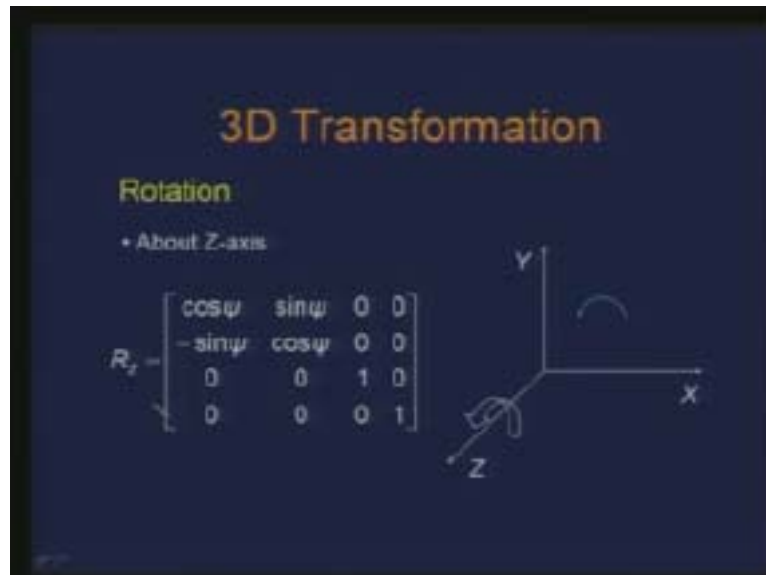 3D Transformation
Rotation
• About Z-axis
R_z = 
cosψ sinψ 0 0
-sinψ cosψ 0 0
0 0 1 0
0 0 0 1
Y
X
Z